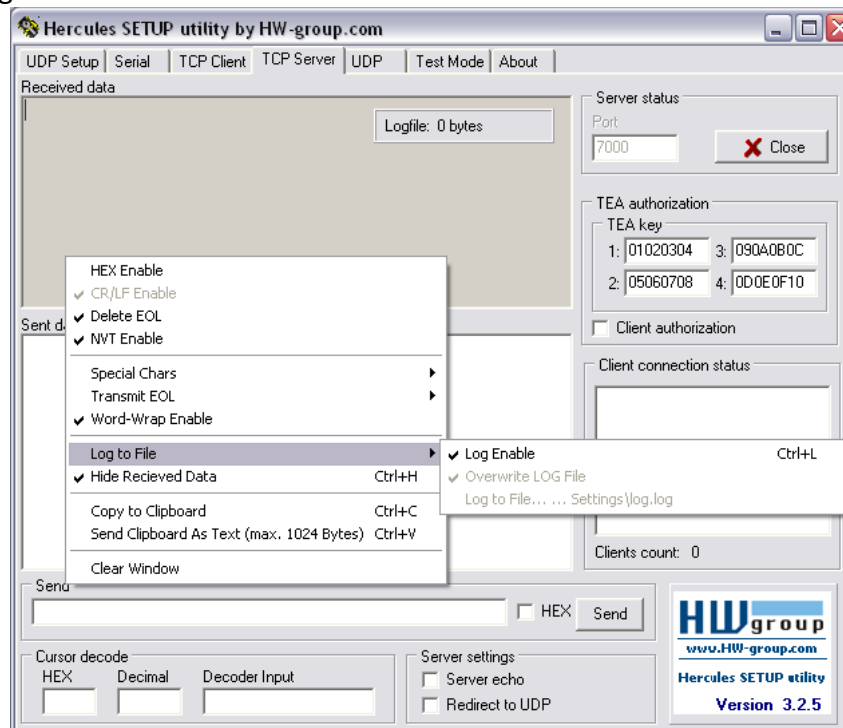 Hercules SETUP utility by HW-group.com
UDP Setup Serial TCP Client TCP Server UDP Test Mode About
Received data
Logfile: 0 bytes
Server status
Port
7000 Close
TEA authorization
TEA key
1: 01020304 3: 090A0B0C
2: 05060708 4: 0D0E0F10
Client authorization
HEX Enable
CR/LF Enable
Delete EOL
NVT Enable
Special Chars
Transmit EOL
Word-Wrap Enable
Log to File
Hide Recieved Data Ctrl+H
Copy to Clipboard Ctrl+C
Send Clipboard As Text (max. 1024 Bytes) Ctrl+V
Clear Window
Log Enable Ctrl+L
Overwrite LOG File
Log to File... ... Settings\log.log
Sent
Client connection status
Clients count: 0
Send
HEX Send
Cursor decode
HEX Decimal Decoder Input
Server settings
Server echo
Redirect to UDP
HW group
www.HW-group.com
Hercules SETUP utility
Version 3.2.5